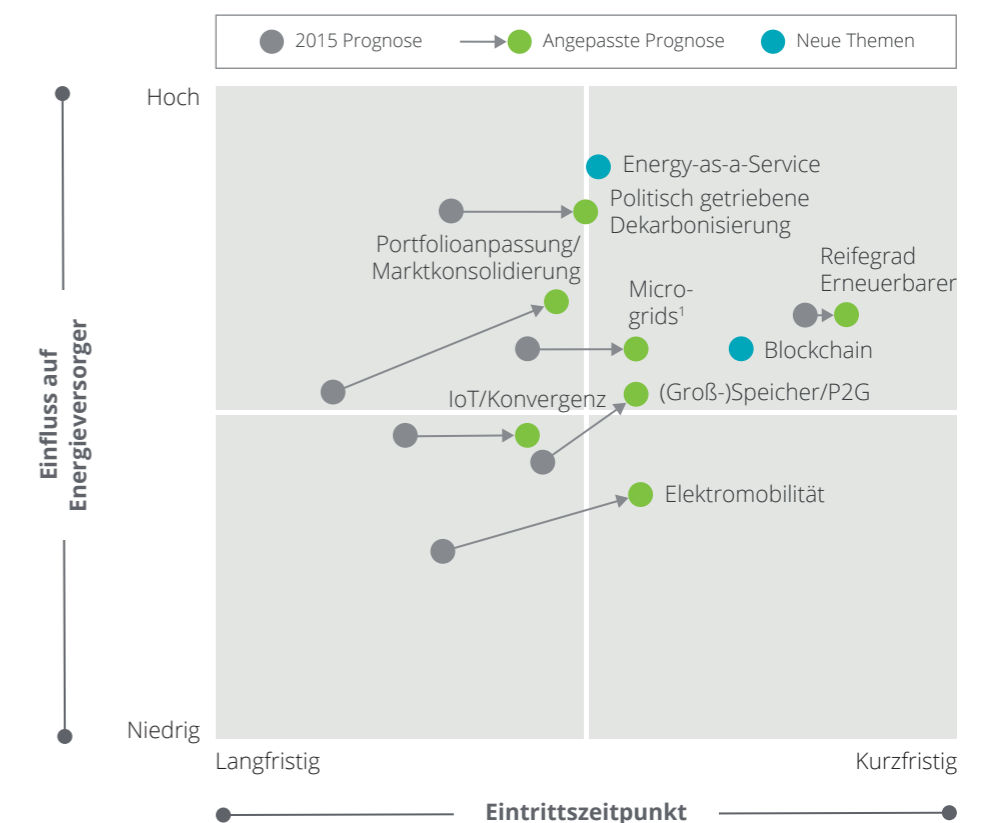 2015 Prognose
Angepasste Prognose
Neue Themen
Hoch
Energy-as-a-Service
Politisch getriebene
Dekarbonisierung
Portfolioanpassung/
Marktkonsolidierung
Reifegrad
Erneuerbarer
Micro-
grids¹
Blockchain
IoT/Konvergenz
(Groß-)Speicher/P2G
Elektromobilität
Einfluss auf
Energieversorger
Niedrig
Langfristig
Kurzfristig
Eintrittszeitpunkt